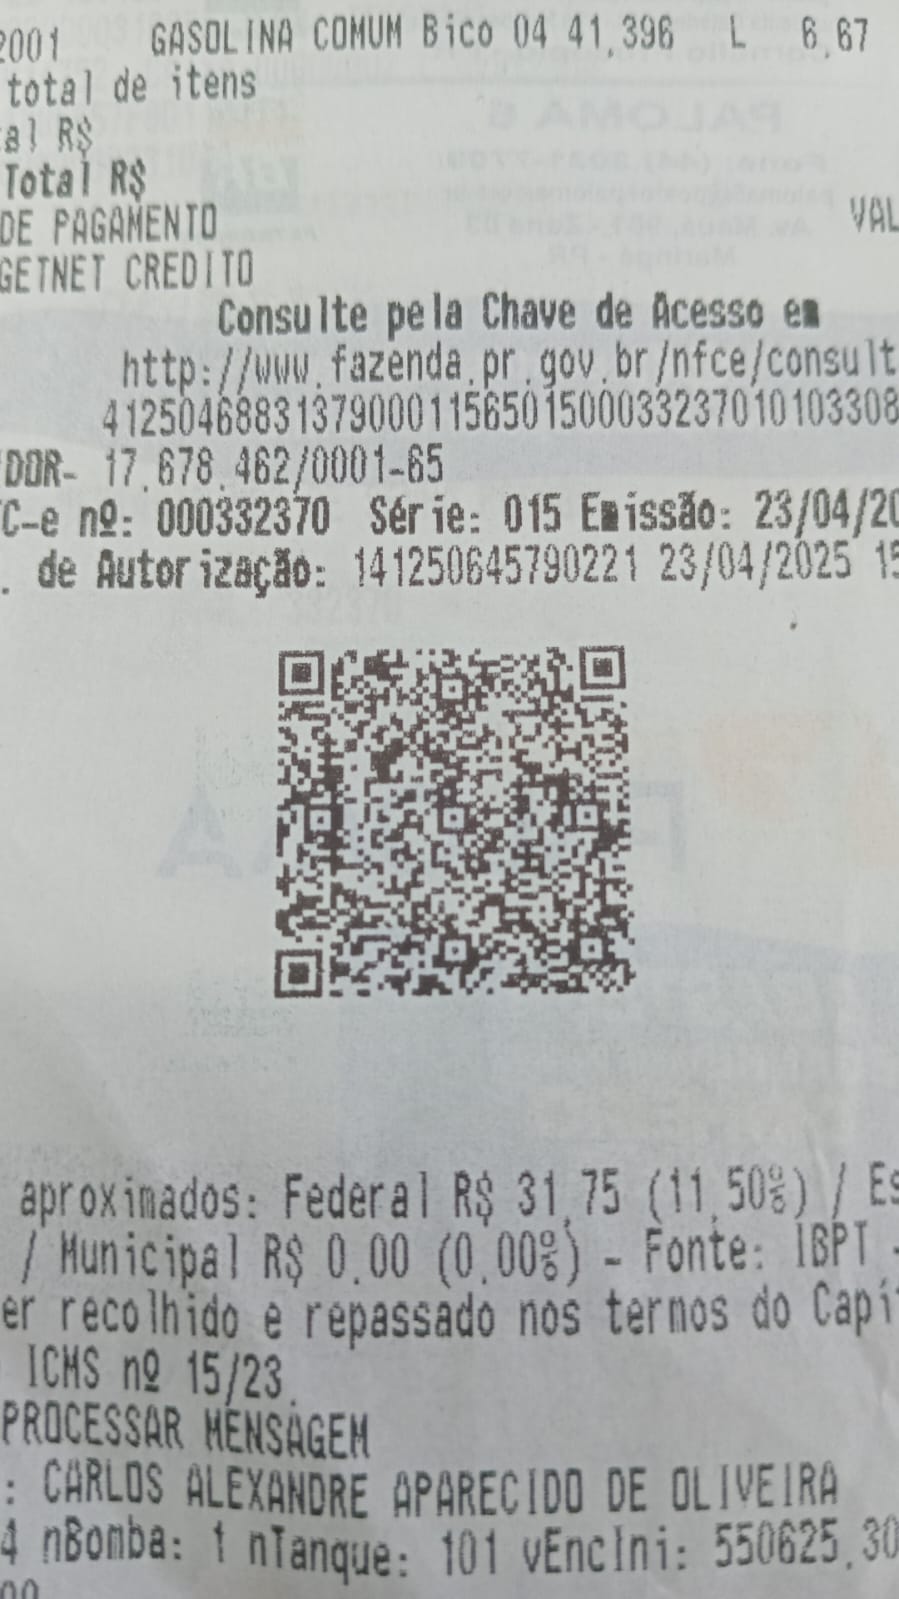 2001 GASOLINA COMUM Bico 04 41,396 L 6,67
total de itens
tal R$
Total R$
DE PAGAMENTO VAL
GETNET CREDITO
Consulte pela Chave de Acesso em
http://www.fazenda.pr.gov.br/nfce/consult
412504688313790001156501500033237010103308
DOR- 17.678.462/0001-65
C-e nº: 000332370 Série: 015 Emissão: 23/04/20
. de Autorização: 141250645790221 23/04/2025 15
aproximados: Federal R$ 31,75 (11,50%) / Es
/ Municipal R$ 0.00 (0.00%) - Fonte: IBPT -
er recolhido e repassado nos termos do Capí
ICMS nº 15/23.
PROCESSAR MENSAGEM
: CARLOS ALEXANDRE APARECIDO DE OLIVEIRA
4 nBomba: 1 nTanque: 101 vEncIni: 550625,30